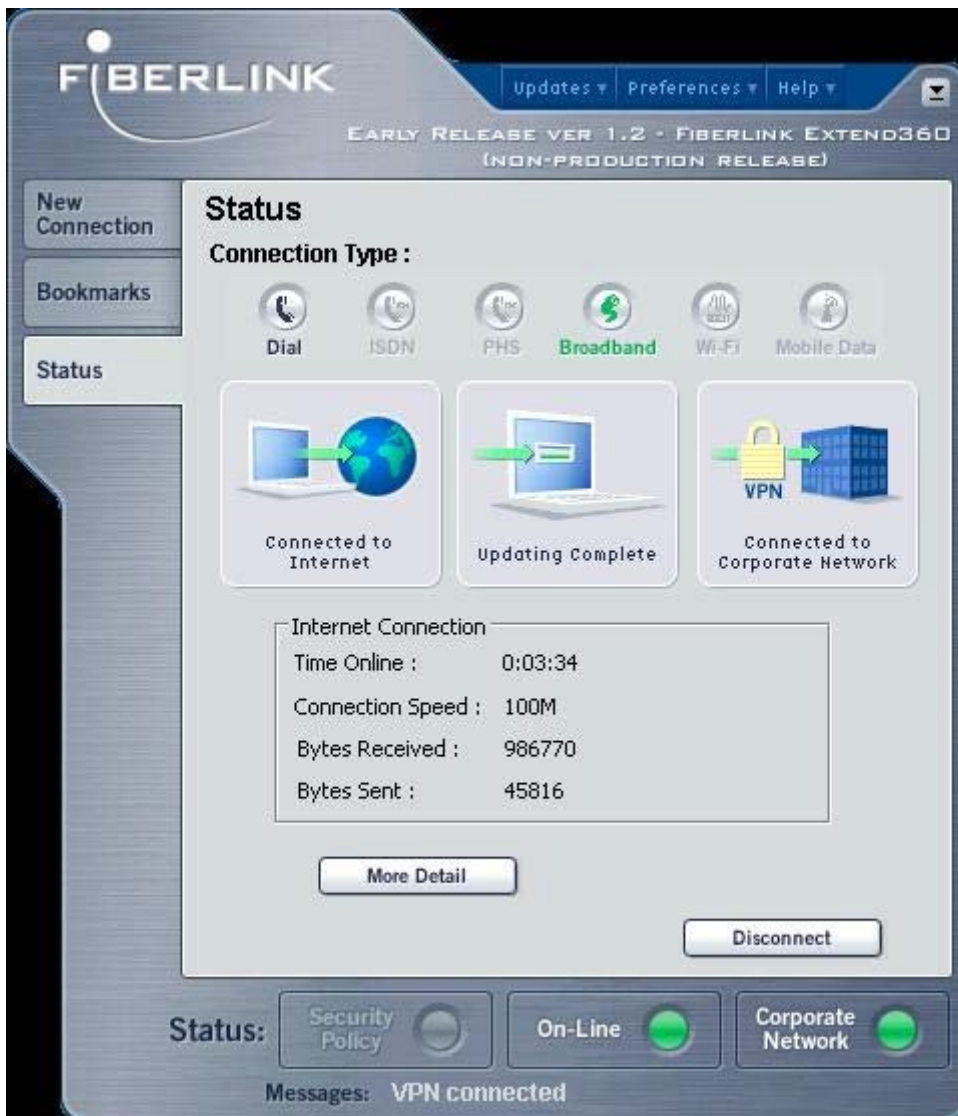 FIBERLINK
Updates Preferences Help
EARLY RELEASE VER 1.2 - FIBERLINK EXTEND360
(NON-PRODUCTION RELEASE)
New
Connection
Bookmarks
Status
Status
Connection Type :
Dial ISDN PHS Broadband Wi-Fi Mobile Data
VPN
Connected to
Internet
Updating Complete
Connected to
Corporate Network
Internet Connection
Time Online : 0:03:34
Connection Speed : 100M
Bytes Received : 986770
Bytes Sent : 45816
More Detail
Disconnect
Status:
Security
Policy
On-Line
Corporate
Network
Messages: VPN connected